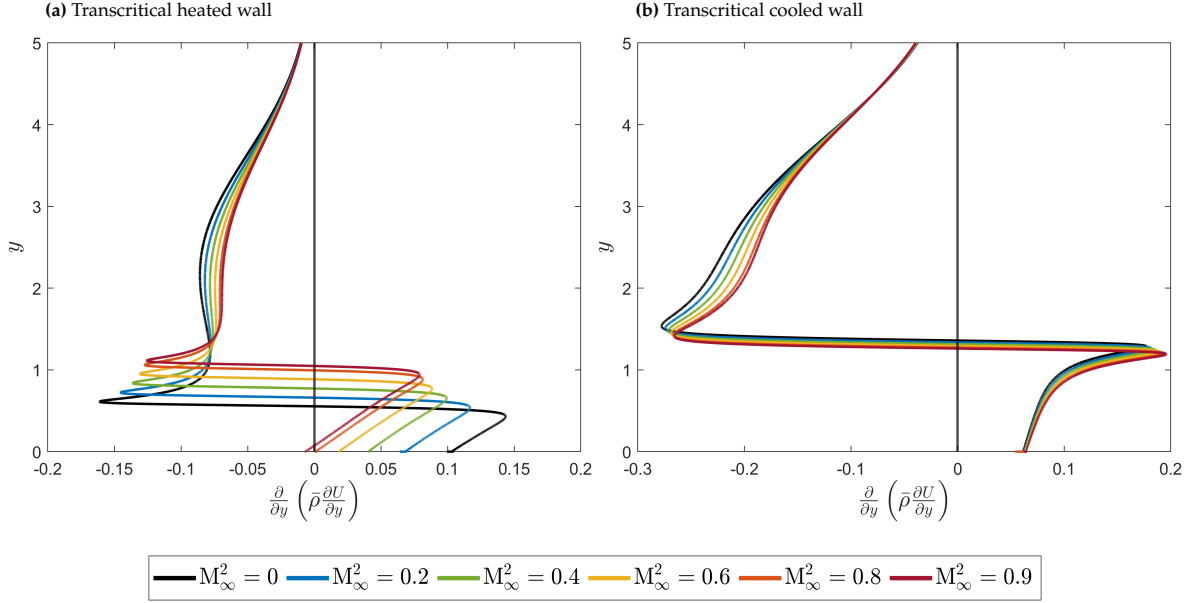 (a) Transcritical heated wall
(b) Transcritical cooled wall
5
4
3
2
1
0
y
-0.2 -0.15 -0.1 -0.05 0 0.05 0.1 0.15 0.2
∂/∂y (ρ̄ ∂U/∂y)
5
4
3
2
1
0
y
-0.3 -0.2 -0.1 0 0.1 0.2
∂/∂y (ρ̄ ∂U/∂y)
M²∞ = 0 M²∞ = 0.2 M²∞ = 0.4 M²∞ = 0.6 M²∞ = 0.8 M²∞ = 0.9